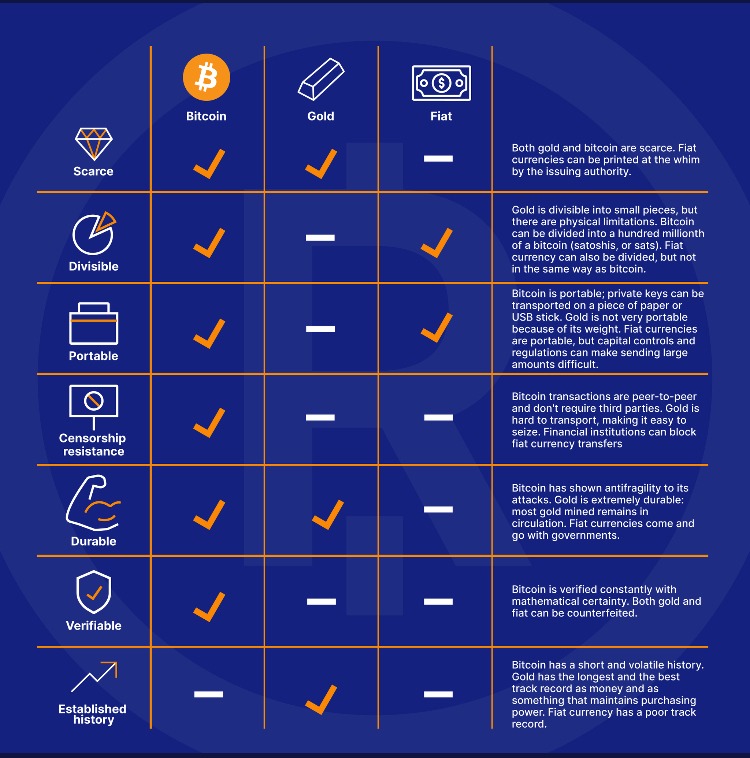 Bitcoin
Gold
Fiat
Scarce
Both gold and bitcoin are scarce. Fiat
currencies can be printed at the whim
by the issuing authority.
Divisible
Gold is divisible into small pieces, but
there are physical limitations. Bitcoin
can be divided into a hundred millionth
of a bitcoin (satoshis, or sats). Fiat
currency can also be divided, but not
in the same way as bitcoin.
Portable
Bitcoin is portable; private keys can be
transported on a piece of paper or
USB stick. Gold is not very portable
because of its weight. Fiat currencies
are portable, but capital controls and
regulations can make sending large
amounts difficult.
Censorship
resistance
Bitcoin transactions are peer-to-peer
and don't require third parties. Gold is
hard to transport, making it easy to
seize. Financial institutions can block
fiat currency transfers
Durable
Bitcoin has shown antifragility to its
attacks. Gold is extremely durable:
most gold mined remains in
circulation. Fiat currencies come and
go with governments.
Verifiable
Bitcoin is verified constantly with
mathematical certainty. Both gold and
fiat can be counterfeited.
Established
history
Bitcoin has a short and volatile history.
Gold has the longest and the best
track record as money and as
something that maintains purchasing
power. Fiat currency has a poor track
record.